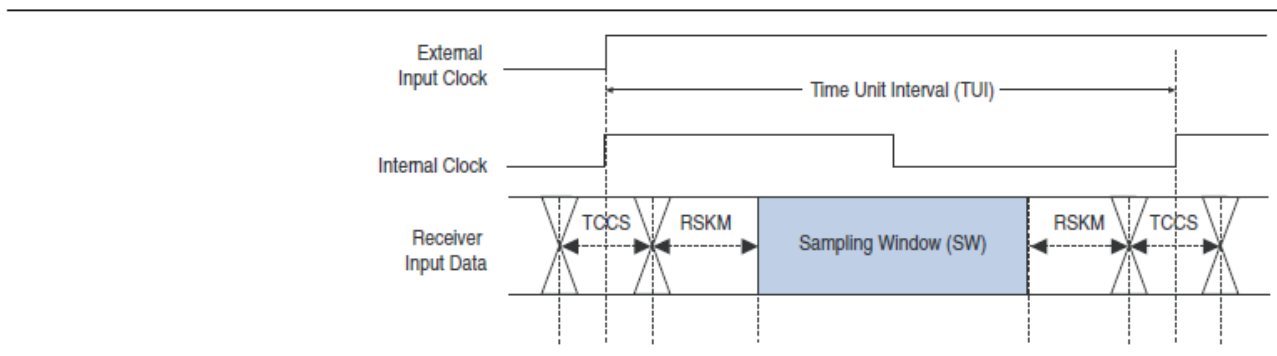 External
Input Clock
Time Unit Interval (TUI)
Internal Clock
Receiver
Input Data
TCCS
RSKM
Sampling Window (SW)
RSKM
TCCS